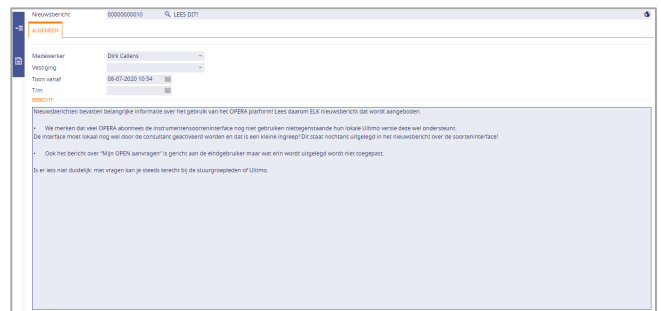 Nieuwsbericht 00000000010 LEES DIT!
ALGEMEEN
Medewerker Dirk Callens
Vestiging
Toon vanaf 08-07-2020 10:54
T/m
BERICHT
Nieuwsberichten bevatten belangrijke informatie over het gebruik van het OPERA platform! Lees daarom ELK nieuwsbericht dat wordt aangeboden.
• We merken dat veel OPERA abonnees de instrumentensoorteninterface nog niet gebruiken niettegenstaande hun lokale Ultimo versie deze wel ondersteunt.
De interface moet lokaal nog wel door de consultant geactiveerd worden en dat is een kleine ingreep! Dit staat nochtans uitgelegd in het nieuwsbericht over de soorteninterface!
• Ook het bericht over "Mijn OPEN aanvragen" is gericht aan de eindgebruiker maar wat erin wordt uitgelegd wordt niet toegepast.
Is er iets niet duidelijk: met vragen kan je steeds terecht bij de stuurgroepleden of Ultimo.